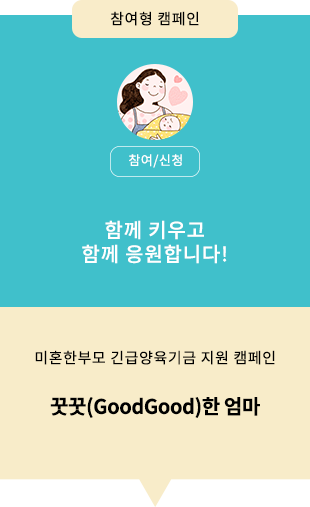 참여형 캠페인
참여/신청
함께 키우고
함께 응원합니다!
미혼한부모 긴급양육기금 지원 캠페인
꿋꿋(GoodGood)한 엄마